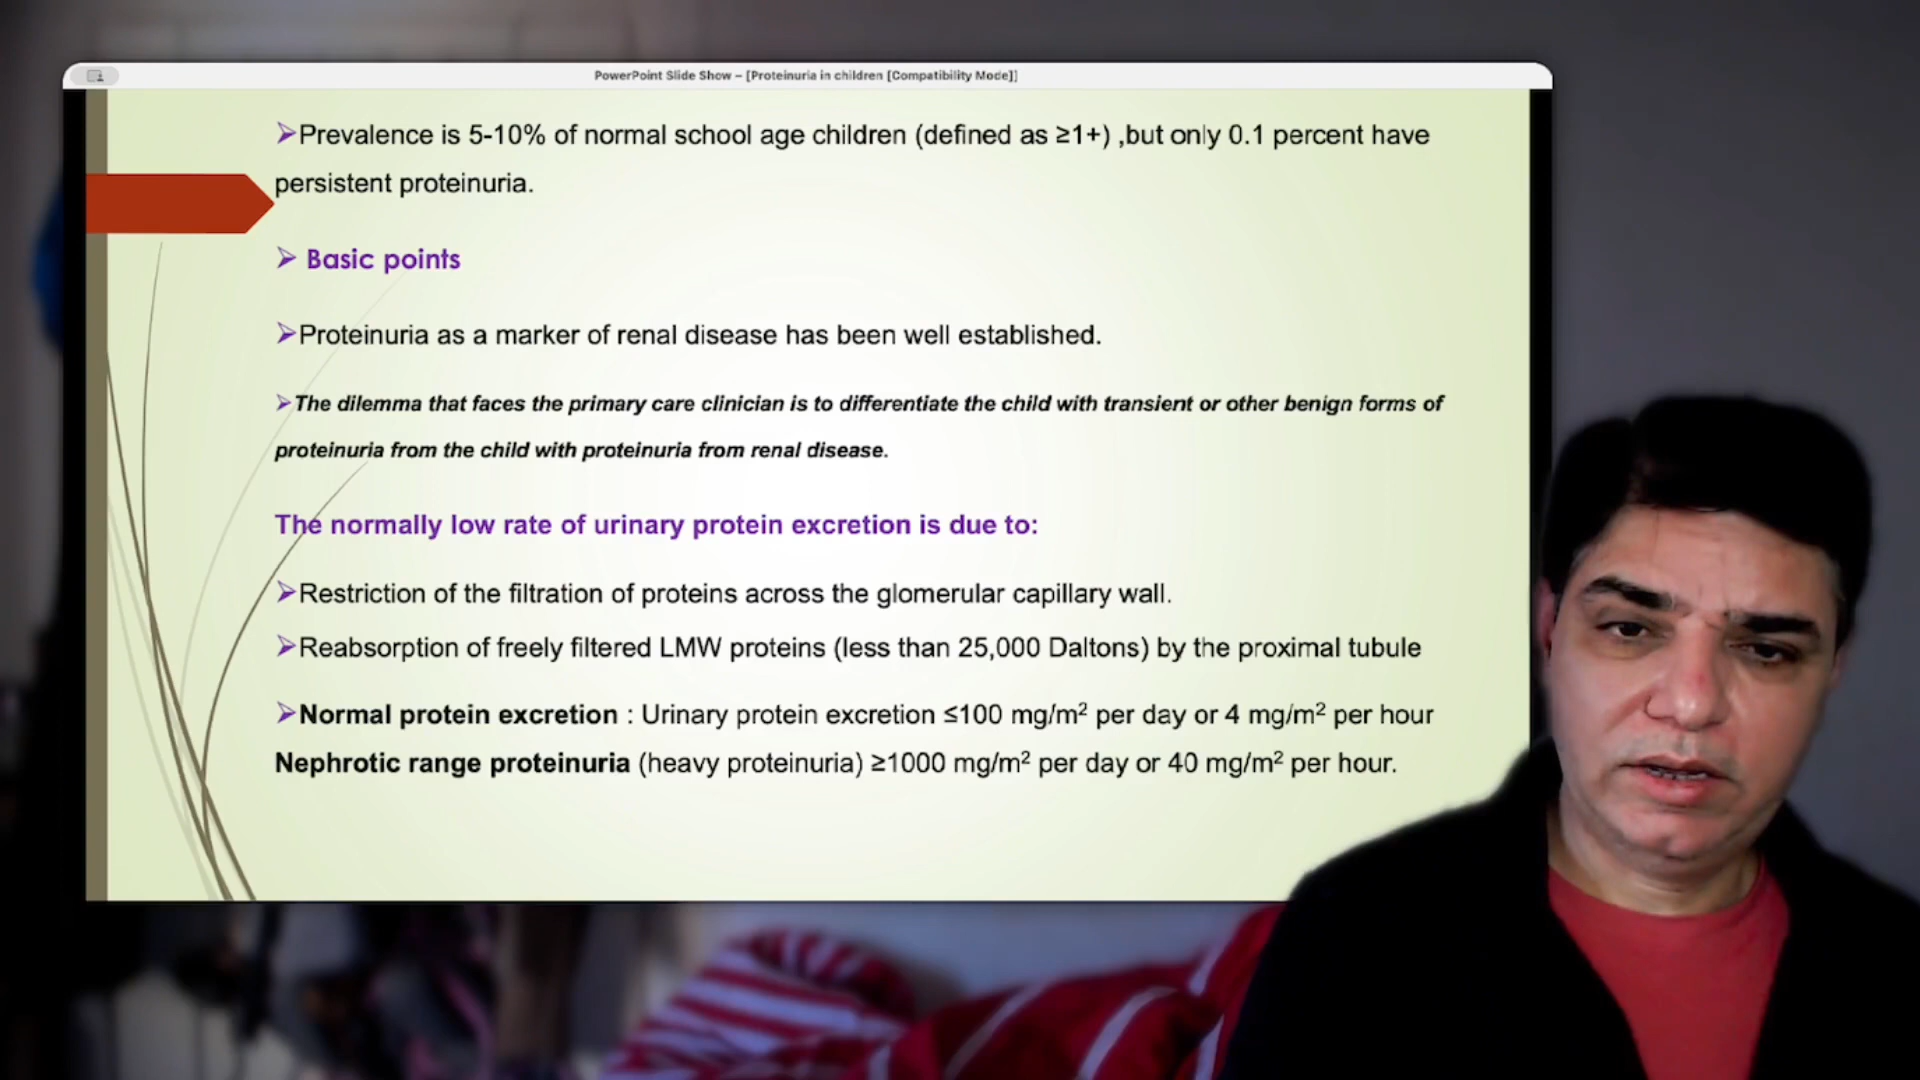 PowerPoint Slide Show – [Proteinuria in children [Compatibility Mode]]
➢Prevalence is 5-10% of normal school age children (defined as ≥1+) ,but only 0.1 percent have
persistent proteinuria.
➢ Basic points
➢Proteinuria as a marker of renal disease has been well established.
➢The dilemma that faces the primary care clinician is to differentiate the child with transient or other benign forms of
proteinuria from the child with proteinuria from renal disease.
The normally low rate of urinary protein excretion is due to:
➢Restriction of the filtration of proteins across the glomerular capillary wall.
➢Reabsorption of freely filtered LMW proteins (less than 25,000 Daltons) by the proximal tubule
➢Normal protein excretion : Urinary protein excretion ≤100 mg/m² per day or 4 mg/m² per hour
Nephrotic range proteinuria (heavy proteinuria) ≥1000 mg/m² per day or 40 mg/m² per hour.